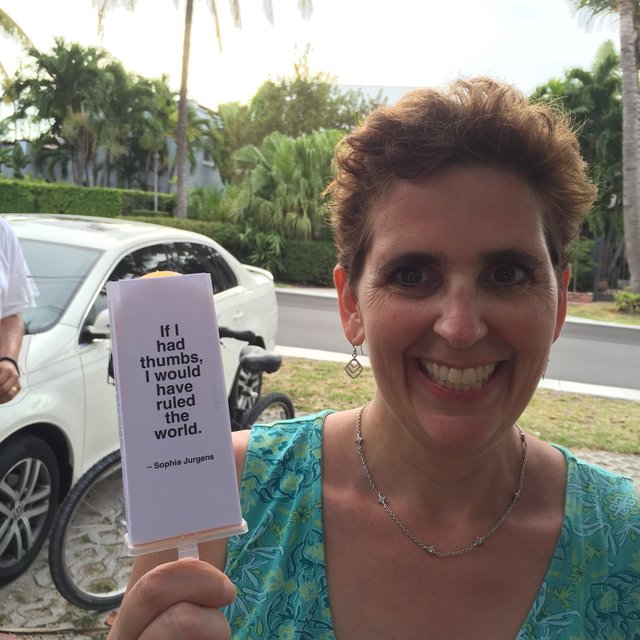 If I
had
thumbs,
I would
have
ruled
the
world.
– Sophia Jurgens